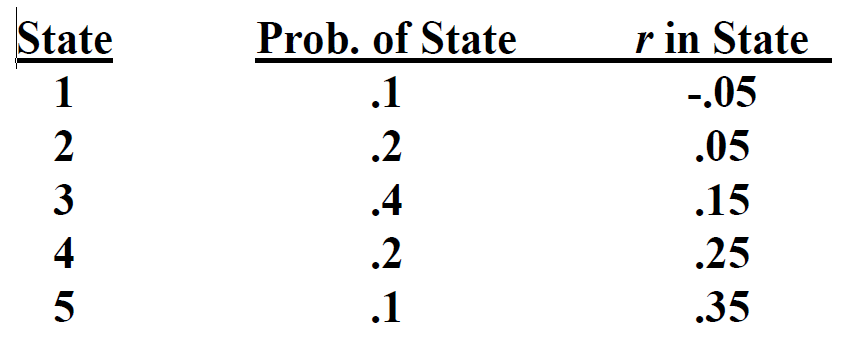 State Prob. of State r in State
1 .1 -.05
2 .2 .05
3 .4 .15
4 .2 .25
5 .1 .35